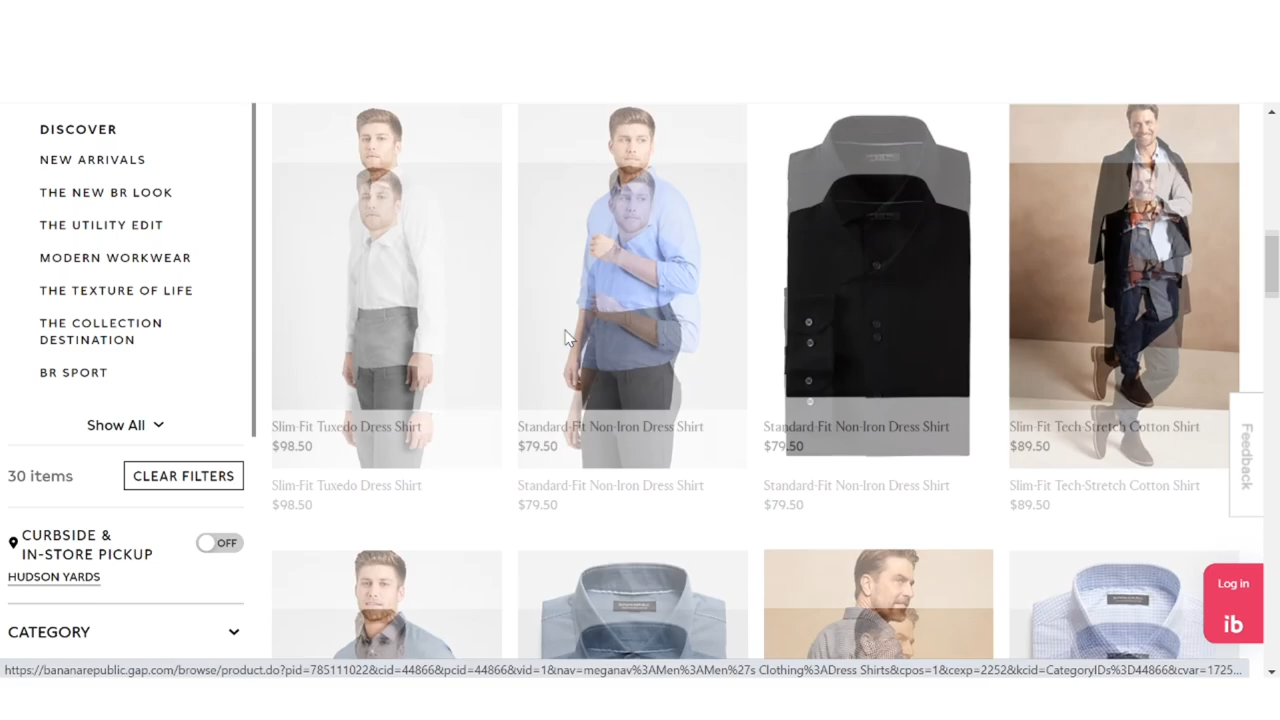 DISCOVER
NEW ARRIVALS
THE NEW BR LOOK
THE UTILITY EDIT
MODERN WORKWEAR
THE TEXTURE OF LIFE
THE COLLECTION
DESTINATION
BR SPORT
Show All
30 items
CLEAR FILTERS
CURBSIDE &
IN-STORE PICKUP
OFF
HUDSON YARDS
CATEGORY
Slim-Fit Tuxedo Dress Shirt
$98.50
Standard-Fit Non-Iron Dress Shirt
$79.50
Standard-Fit Non-Iron Dress Shirt
$79.50
Slim-Fit Tech-Stretch Cotton Shirt
$89.50
Slim-Fit Tuxedo Dress Shirt
$98.50
Standard-Fit Non-Iron Dress Shirt
$79.50
Standard-Fit Non-Iron Dress Shirt
$79.50
Slim-Fit Tech-Stretch Cotton Shirt
$89.50
Feedback
Log in
ib
https://bananarepublic.gap.com/browse/product.do?pid=785111022&cid=44866&pcid=44866&vid=1&nav=meganav%3AMen%3AMen%27s Clothing%3ADress Shirts&cpos=1&cexp=2252&kcid=CategoryIDs%3D44866&cvar=1725...